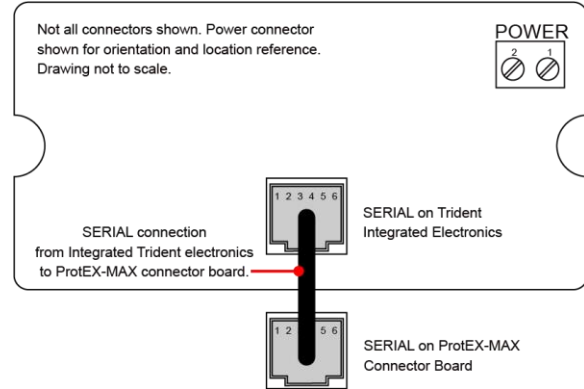 Not all connectors shown. Power connector
shown for orientation and location reference.
Drawing not to scale.
POWER
2 1
1 2 3 4 5 6
SERIAL on Trident
Integrated Electronics
SERIAL connection
from Integrated Trident electronics
to ProtEX-MAX connector board.
1 2 5 6
SERIAL on ProtEX-MAX
Connector Board